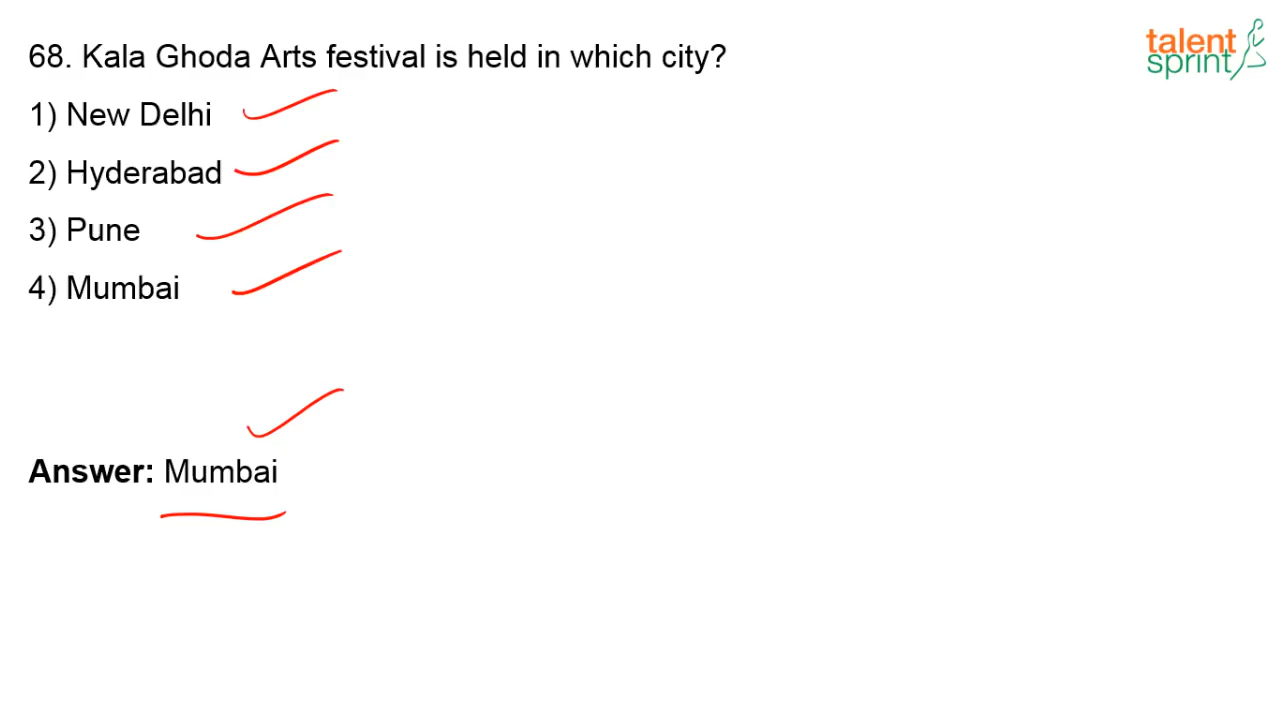 68. Kala Ghoda Arts festival is held in which city?
1) New Delhi
2) Hyderabad
3) Pune
4) Mumbai
Answer: Mumbai
talent
sprint